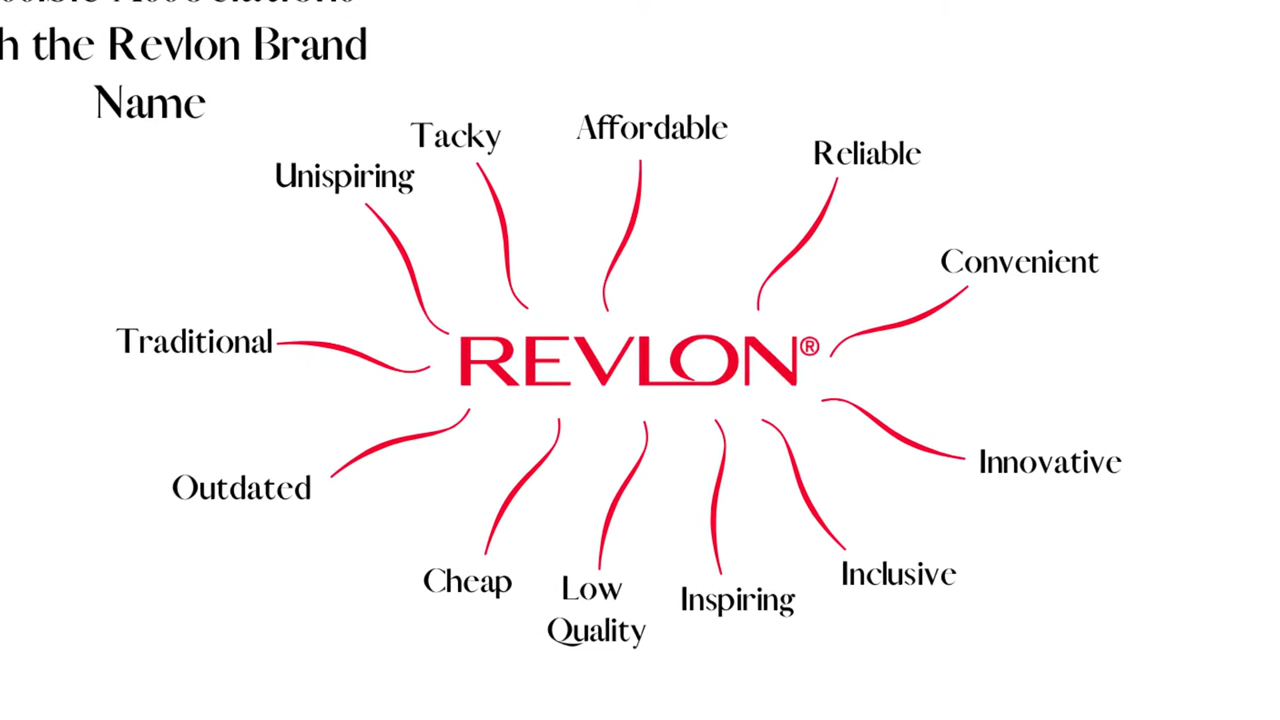 h the Revlon Brand
Name
Tacky
Affordable
Reliable
Unispiring
Convenient
Traditional
REVLON®
Innovative
Outdated
Cheap
Low
Quality
Inspiring
Inclusive